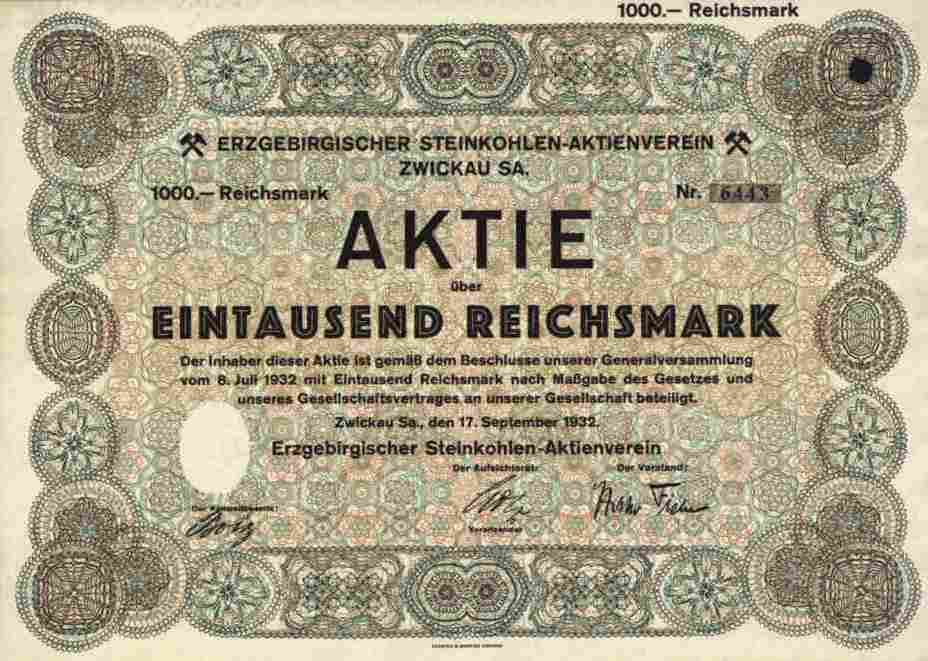 1000.— Reichsmark
ERZGEBIRGISCHER STEINKOHLEN-AKTIENVEREIN
ZWICKAU SA.
1000.— Reichsmark Nr. 6443
AKTIE
über
EINTAUSEND REICHSMARK
Der Inhaber dieser Aktie ist gemäß dem Beschlusse unserer Generalversammlung
vom 8. Juli 1932 mit Eintausend Reichsmark nach Maßgabe des Gesetzes und
unseres Gesellschaftsvertrages an unserer Gesellschaft beteiligt.
Zwickau Sa., den 17. September 1932.
Erzgebirgischer Steinkohlen-Aktienverein
Der Aufsichtsrat: Der Vorstand:
Vorsitzender